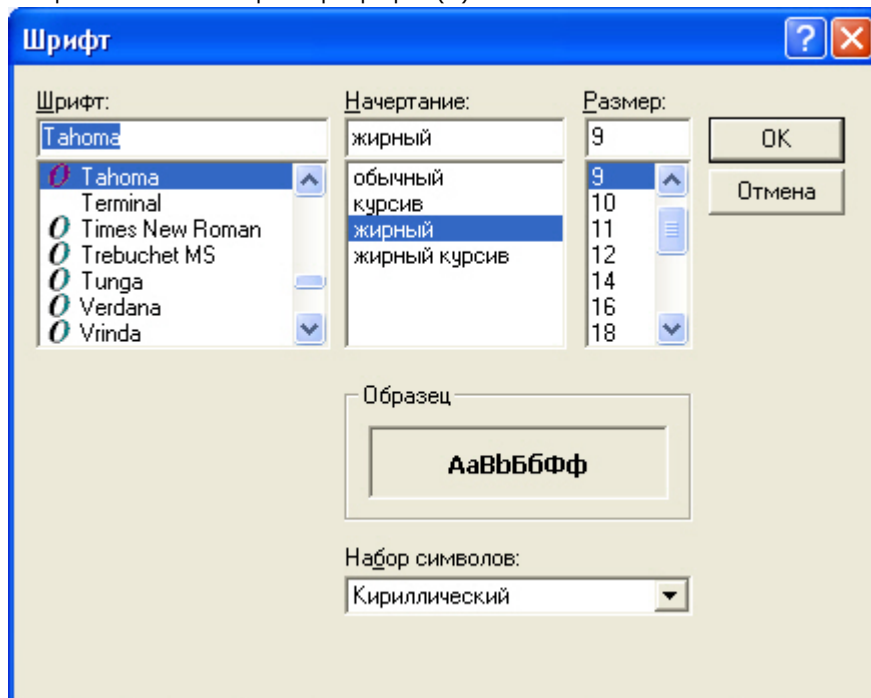 Шрифт
Шрифт:
Tahoma
Tahoma
Terminal
Times New Roman
Trebuchet MS
Tunga
Verdana
Vrinda
Начертание:
жирный
обычный
курсив
жирный
жирный курсив
Размер:
9
9
10
11
12
14
16
18
OK
Отмена
Образец
АаBbБбФф
Набор символов:
Кириллический